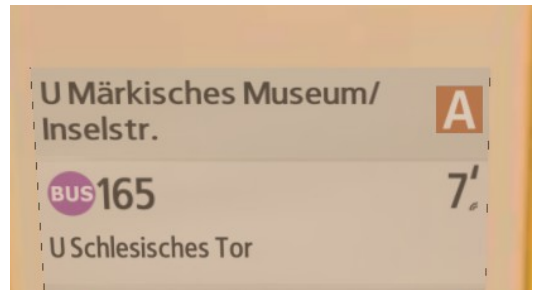 U Märkisches Museum/
Inselstr.
A
BUS 165
7'
U Schlesisches Tor